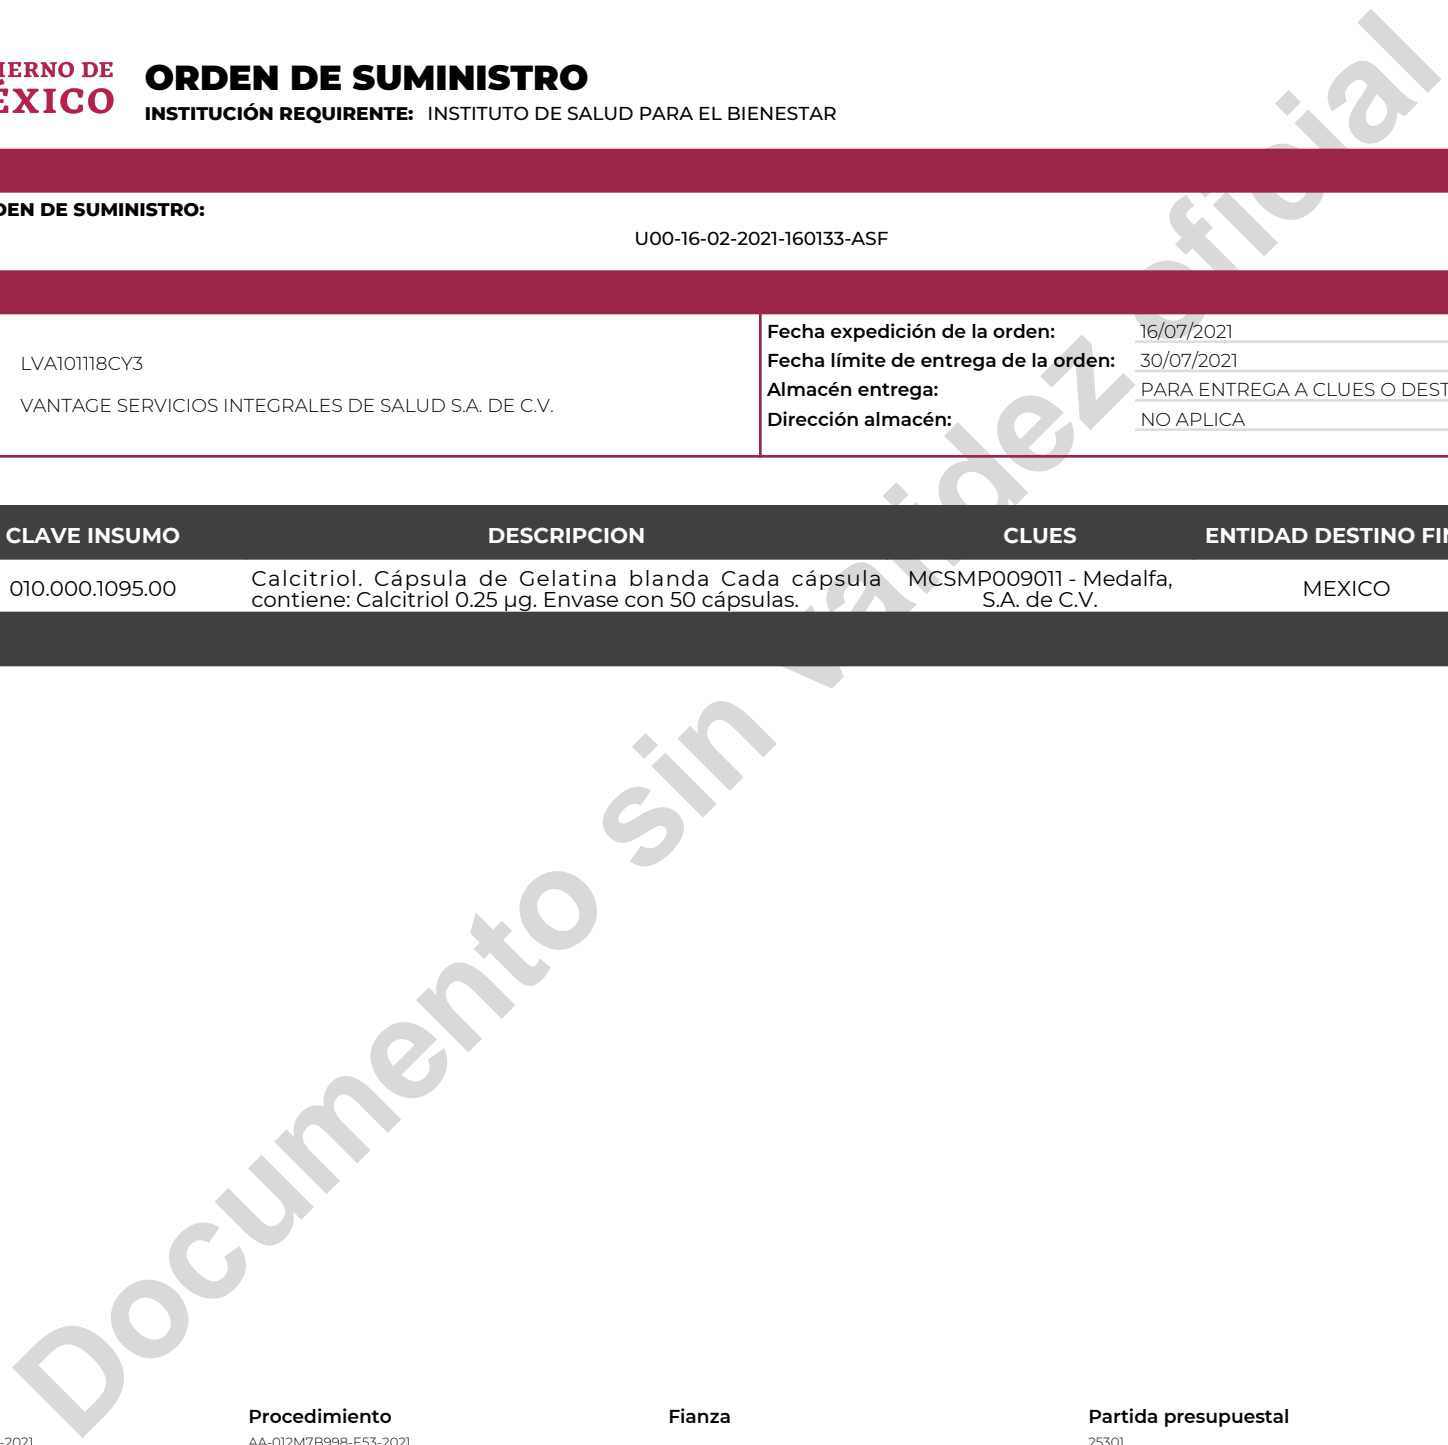 IERNO DE
ÉXICO
ORDEN DE SUMINISTRO
INSTITUCIÓN REQUIRENTE: INSTITUTO DE SALUD PARA EL BIENESTAR
DEN DE SUMINISTRO:
U00-16-02-2021-160133-ASF
LVA101118CY3
VANTAGE SERVICIOS INTEGRALES DE SALUD S.A. DE C.V.
Fecha expedición de la orden: 16/07/2021
Fecha límite de entrega de la orden: 30/07/2021
Almacén entrega: PARA ENTREGA A CLUES O DEST
Dirección almacén: NO APLICA
CLAVE INSUMO DESCRIPCION CLUES ENTIDAD DESTINO FIN
010.000.1095.00
Calcitriol. Cápsula de Gelatina blanda Cada cápsula
contiene: Calcitriol 0.25 µg. Envase con 50 cápsulas.
MCSMP009011 - Medalfa,
S.A. de C.V.
MEXICO
Documento sin validez oficial
Procedimiento Fianza Partida presupuestal
-2021 AA-012M7B998-E53-2021 25301